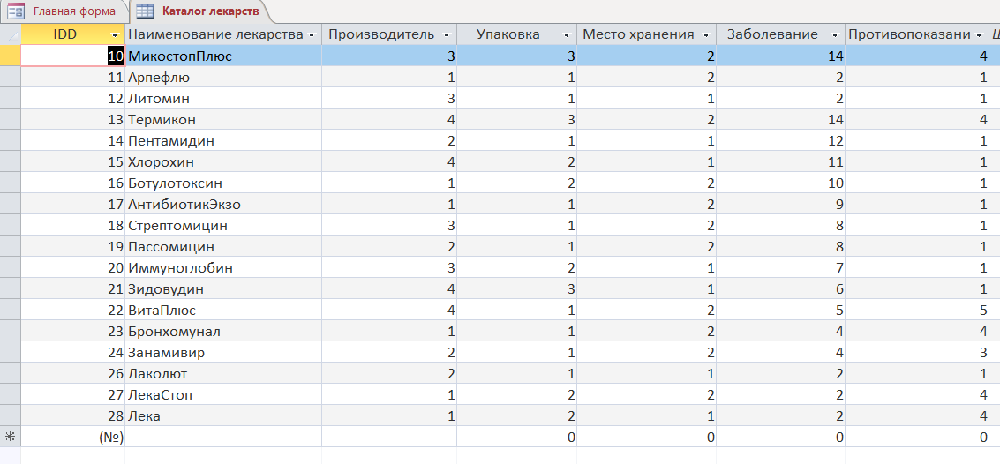 Главная форма Каталог лекарств
IDD Наименование лекарства Производитель Упаковка Место хранения Заболевание Противопоказани
10 МикостопПлюс 3 3 2 14 4
11 Арпефлю 1 1 2 2 1
12 Литомин 3 1 1 2 1
13 Термикон 4 3 2 14 4
14 Пентамидин 2 1 1 12 1
15 Хлорохин 4 2 1 11 1
16 Ботулотоксин 1 2 2 10 1
17 АнтибиотикЭкзо 1 1 2 9 1
18 Стрептомицин 3 1 2 8 1
19 Пассомицин 2 1 2 8 1
20 Иммуноглобин 3 2 1 7 1
21 Зидовудин 4 3 1 6 1
22 ВитаПлюс 4 1 2 5 5
23 Бронхомунал 1 1 2 4 4
24 Занамивир 2 1 2 4 3
26 Лаколют 2 1 1 2 1
27 ЛекаСтоп 1 2 2 2 4
28 Лека 1 2 1 2 4
(№) 0 0 0 0